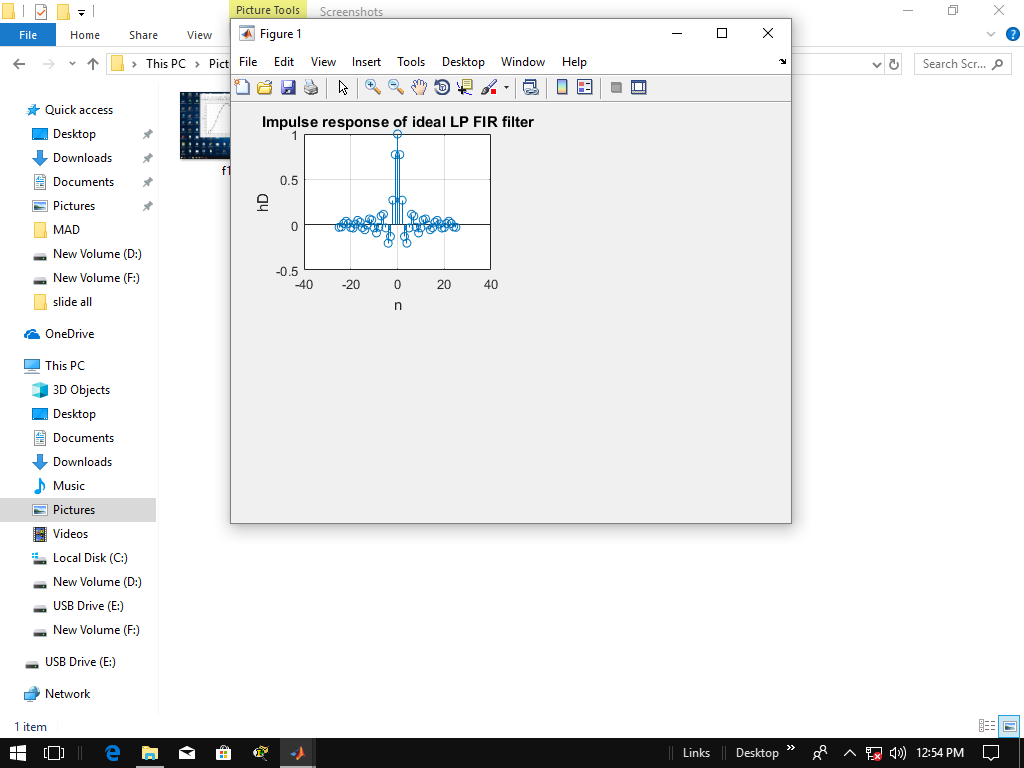 Picture Tools
Screenshots
File Home Share View
This PC
Pict
Search Scr...
Quick access
Desktop
Downloads
Documents
Pictures
MAD
New Volume (D:)
New Volume (F:)
slide all
OneDrive
This PC
3D Objects
Desktop
Documents
Downloads
Music
Pictures
Videos
Local Disk (C:)
New Volume (D:)
USB Drive (E:)
New Volume (F:)
USB Drive (E:)
Network
1 item
f1
Figure 1
File Edit View Insert Tools Desktop Window Help
Impulse response of ideal LP FIR filter
1
0.5
0
-0.5
hD
-40 -20 0 20 40
n
Links Desktop 12:54 PM